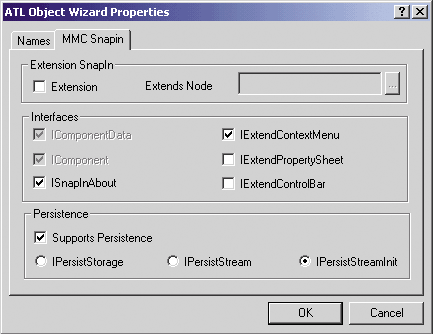 ATL Object Wizard Properties
Names MMC Snapin
Extension SnapIn
Extension Extends Node ...
Interfaces
IComponentData IExtendContextMenu
IComponent IExtendPropertySheet
ISnapInAbout IExtendControlBar
Persistence
Supports Persistence
IPersistStorage IPersistStream IPersistStreamInit
OK Cancel